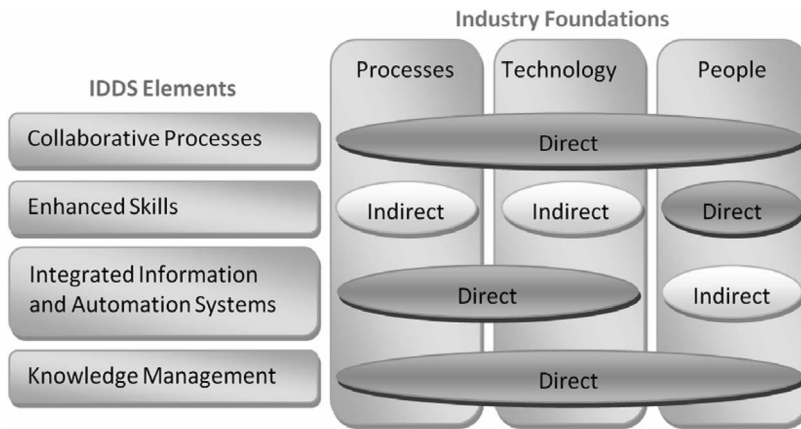 Industry Foundations
IDDS Elements
Processes
Technology
People
Collaborative Processes
Direct
Enhanced Skills
Indirect
Indirect
Direct
Integrated Information
and Automation Systems
Direct
Indirect
Knowledge Management
Direct